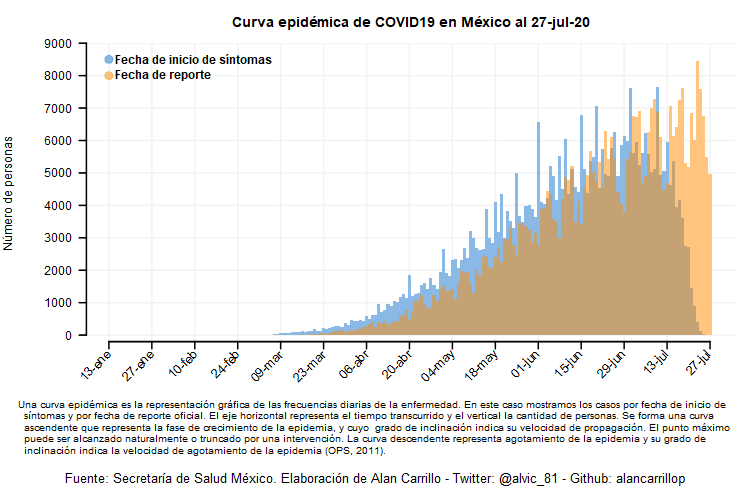 Curva epidémica de COVID19 en México al 27-jul-20
Fecha de inicio de síntomas
Fecha de reporte
Número de personas
9000
8000
7000
6000
5000
4000
3000
2000
1000
0
13-ene
27-ene
10-feb
24-feb
09-mar
23-mar
06-abr
20-abr
04-may
18-may
01-jun
15-jun
29-jun
13-jul
27-jul
Una curva epidémica es la representación gráfica de las frecuencias diarias de la enfermedad. En este caso mostramos los casos por fecha de inicio de
síntomas y por fecha de reporte oficial. El eje horizontal representa el tiempo transcurrido y el vertical la cantidad de personas. Se forma una curva
ascendente que representa la fase de crecimiento de la epidemia, y cuyo grado de inclinación indica su velocidad de propagación. El punto máximo
puede ser alcanzado naturalmente o truncado por una intervención. La curva descendente representa agotamiento de la epidemia y su grado de
inclinación indica la velocidad de agotamiento de la epidemia (OPS, 2011).
Fuente: Secretaría de Salud México. Elaboración de Alan Carrillo - Twitter: @alvic_81 - Github: alancarrillop